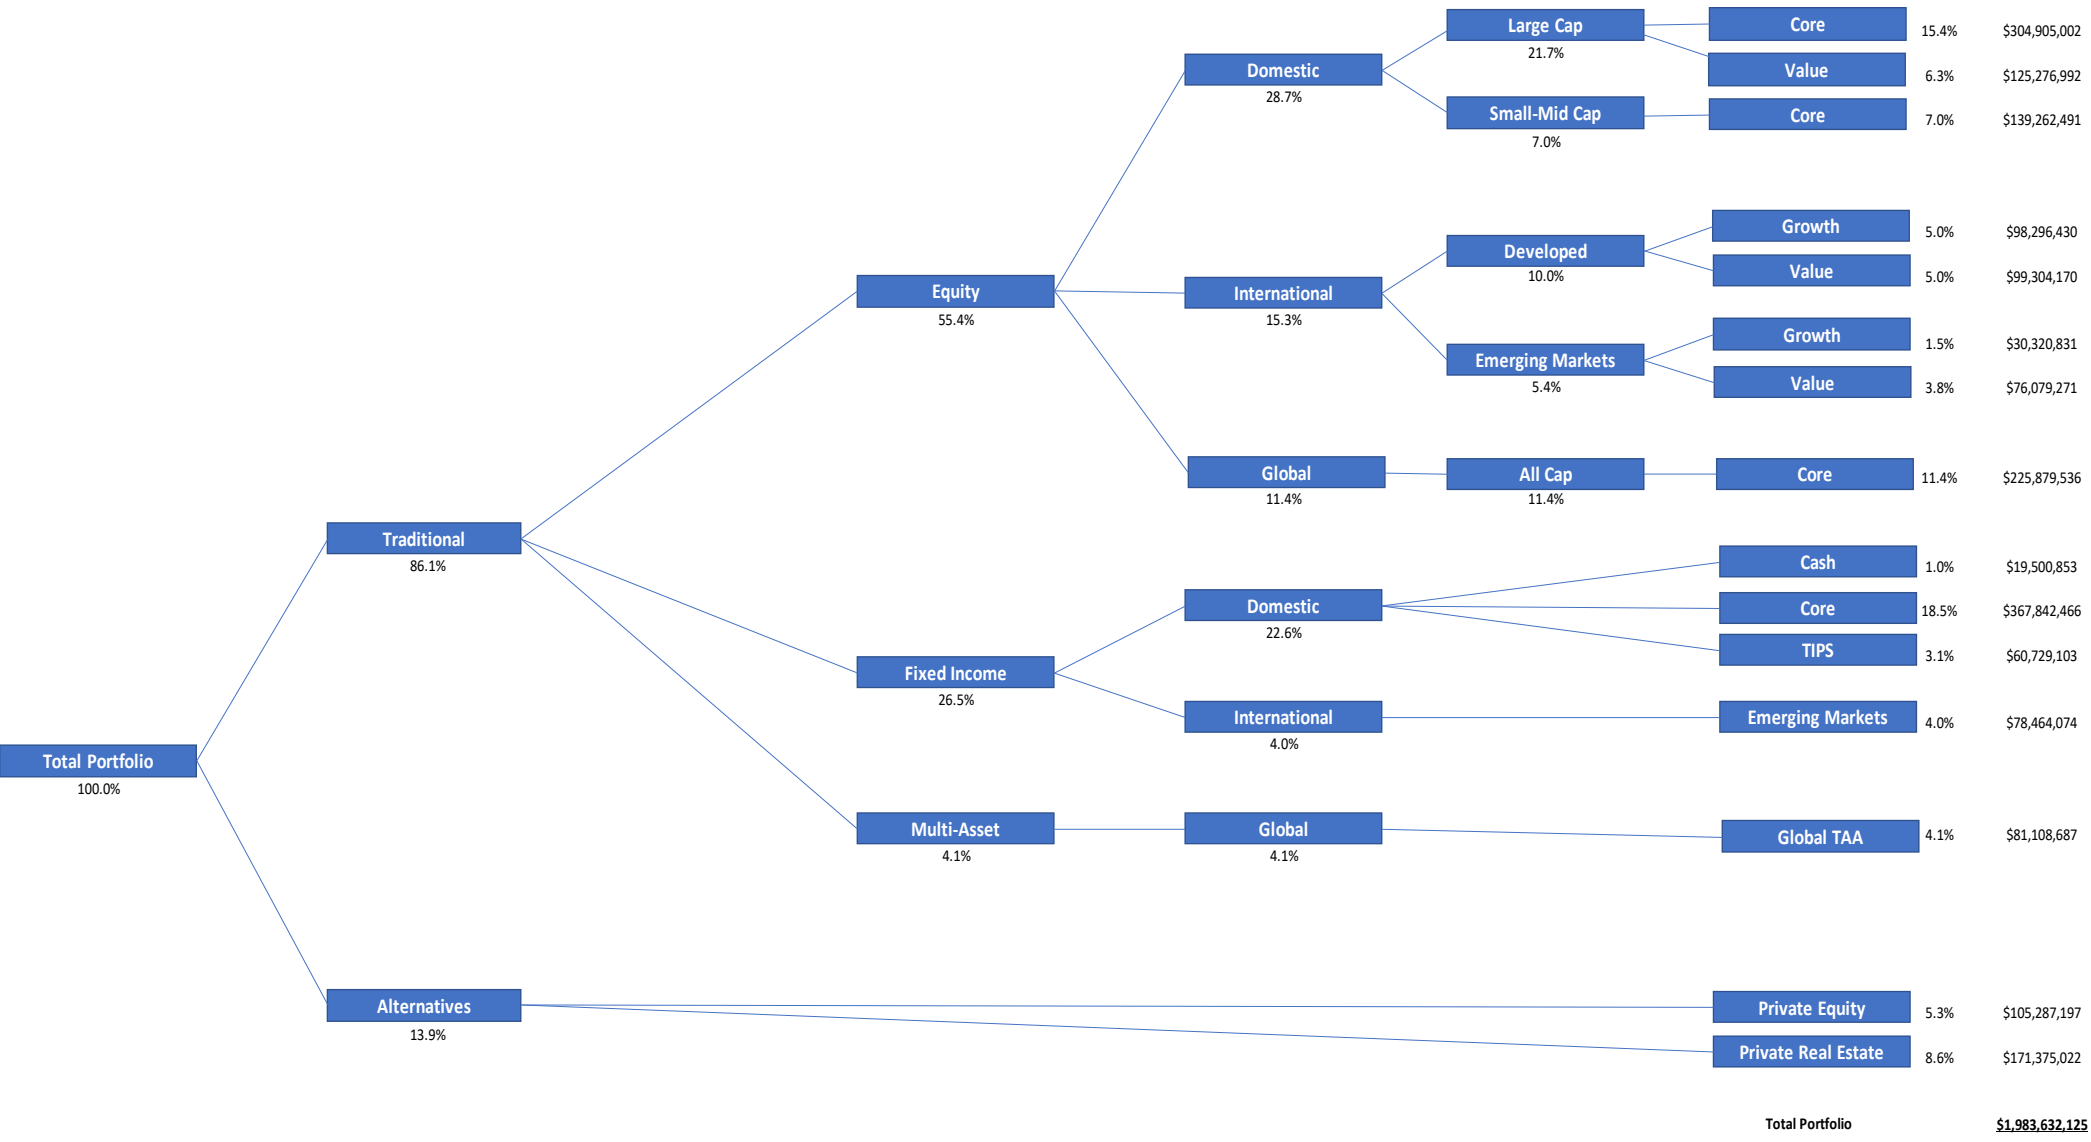 Large Cap
21.7%
Core
15.4%
$304,905,002
Value
6.3%
$125,276,992
Domestic
28.7%
Small-Mid Cap
7.0%
Core
7.0%
$139,262,491
Growth
5.0%
$98,296,430
Developed
10.0%
Value
5.0%
$99,304,170
Equity
55.4%
International
15.3%
Growth
1.5%
$30,320,831
Emerging Markets
5.4%
Value
3.8%
$76,079,271
Global
11.4%
All Cap
11.4%
Core
11.4%
$225,879,536
Traditional
86.1%
Cash
1.0%
$19,500,853
Domestic
22.6%
Core
18.5%
$367,842,466
TIPS
3.1%
$60,729,103
Fixed Income
26.5%
International
4.0%
Emerging Markets
4.0%
$78,464,074
Total Portfolio
100.0%
Multi-Asset
4.1%
Global
4.1%
Global TAA
4.1%
$81,108,687
Alternatives
13.9%
Private Equity
5.3%
$105,287,197
Private Real Estate
8.6%
$171,375,022
Total Portfolio
$1,983,632,125